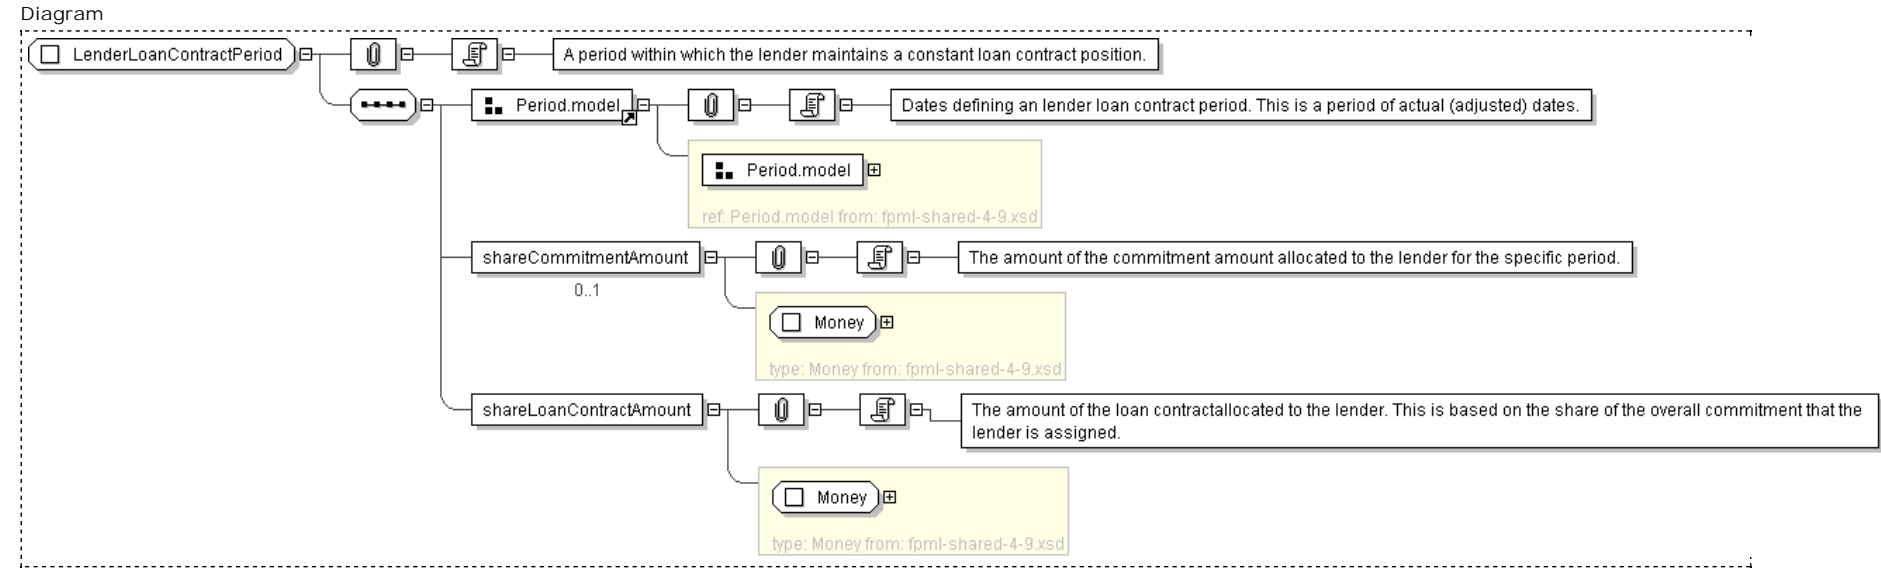 Diagram
LenderLoanContractPeriod
A period within which the lender maintains a constant loan contract position.
Period.model
Dates defining an lender loan contract period. This is a period of actual (adjusted) dates.
Period.model
ref: Period.model from: fpml-shared-4-9.xsd
shareCommitmentAmount
The amount of the commitment amount allocated to the lender for the specific period.
0..1
Money
type: Money from: fpml-shared-4-9.xsd
shareLoanContractAmount
The amount of the loan contractallocated to the lender. This is based on the share of the overall commitment that the
lender is assigned.
Money
type: Money from: fpml-shared-4-9.xsd